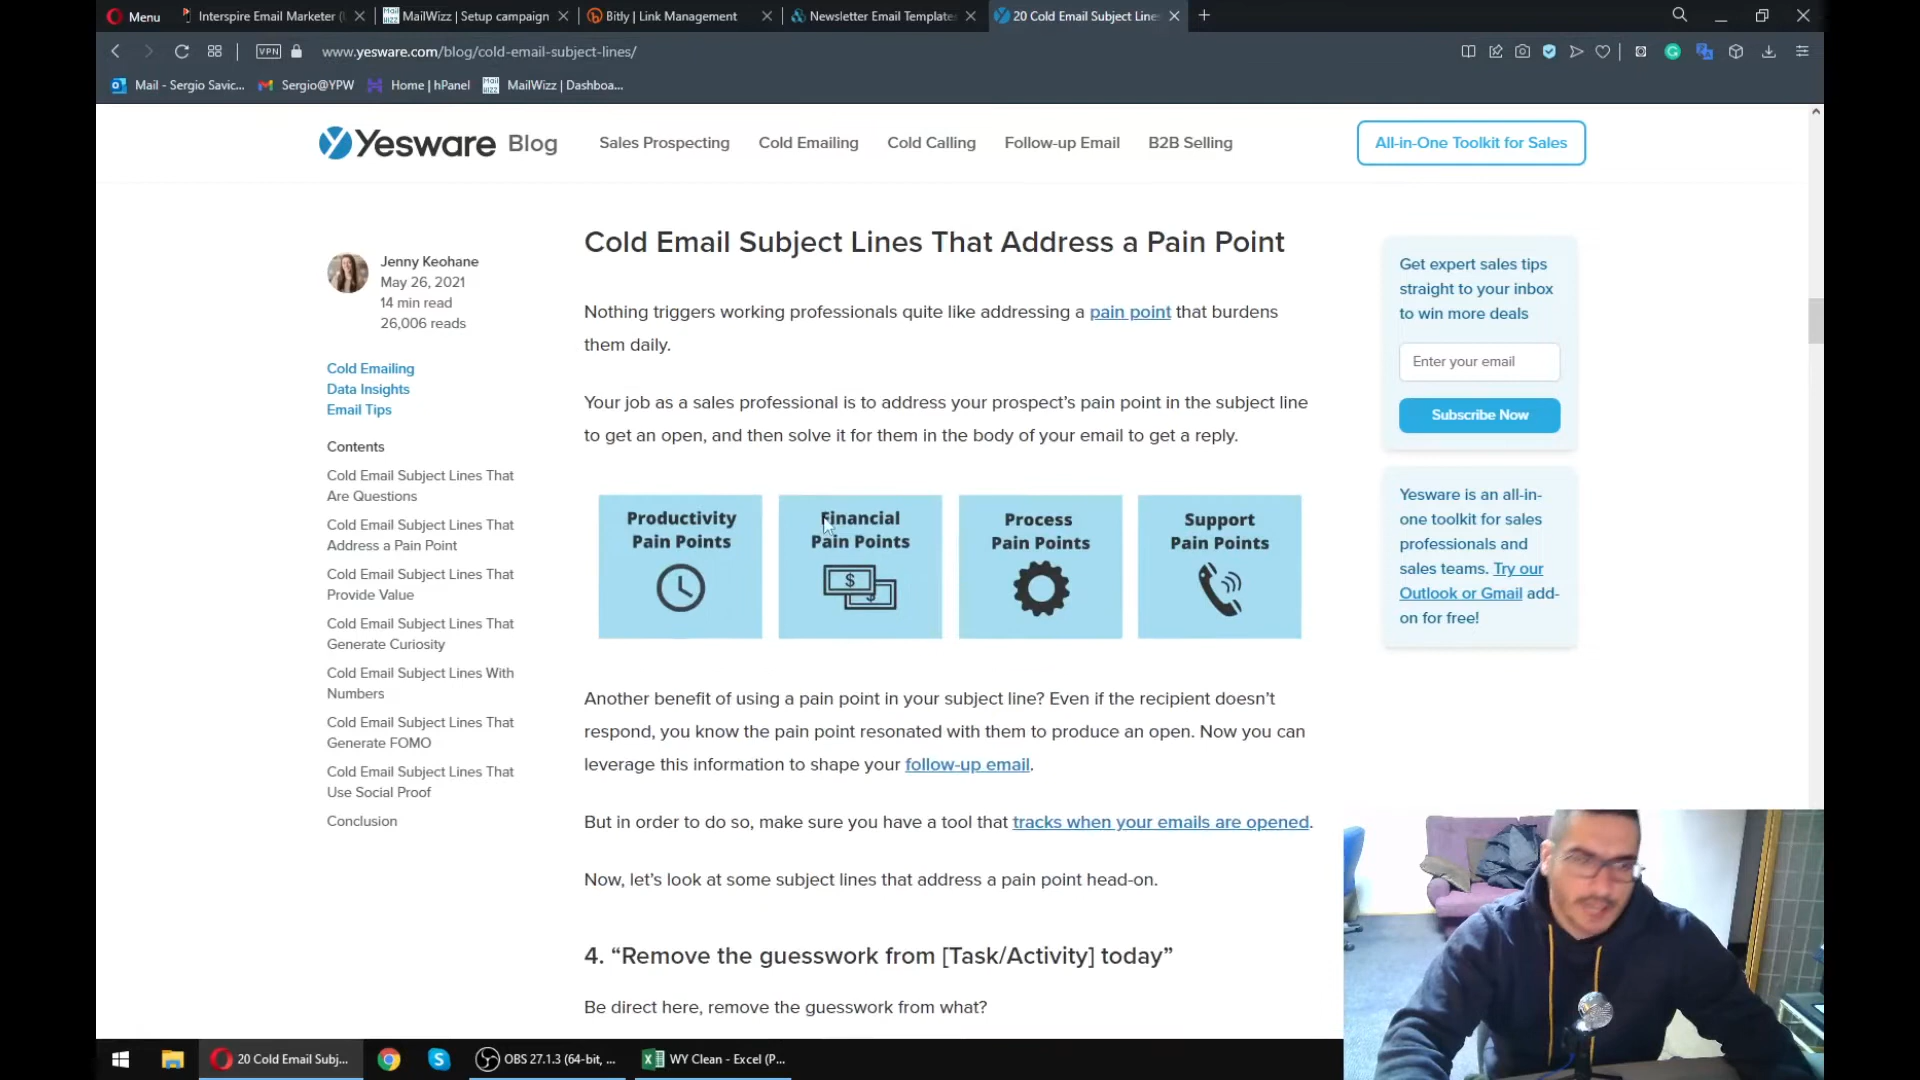 Menu
Interspire Email Marketer (
MailWizz | Setup campaign
Bitly | Link Management
Newsletter Email Template
20 Cold Email Subject Line
VPN
www.yesware.com/blog/cold-email-subject-lines/
Mail - Sergio Savic...
Sergio@YPW
Home | hPanel
Mail Wizz
MailWizz | Dashboa...
Yesware Blog
Sales Prospecting
Cold Emailing
Cold Calling
Follow-up Email
B2B Selling
All-in-One Toolkit for Sales
Jenny Keohane
May 26, 2021
14 min read
26,006 reads
Cold Emailing
Data Insights
Email Tips
Contents
Cold Email Subject Lines That
Are Questions
Cold Email Subject Lines That
Address a Pain Point
Cold Email Subject Lines That
Provide Value
Cold Email Subject Lines That
Generate Curiosity
Cold Email Subject Lines With
Numbers
Cold Email Subject Lines That
Generate FOMO
Cold Email Subject Lines That
Use Social Proof
Conclusion
Cold Email Subject Lines That Address a Pain Point
Nothing triggers working professionals quite like addressing a pain point that burdens
them daily.
Your job as a sales professional is to address your prospect’s pain point in the subject line
to get an open, and then solve it for them in the body of your email to get a reply.
Productivity
Pain Points
Financial
Pain Points
$
$
Process
Pain Points
Support
Pain Points
Another benefit of using a pain point in your subject line? Even if the recipient doesn’t
respond, you know the pain point resonated with them to produce an open. Now you can
leverage this information to shape your follow-up email.
But in order to do so, make sure you have a tool that tracks when your emails are opened.
Now, let’s look at some subject lines that address a pain point head-on.
4. “Remove the guesswork from [Task/Activity] today”
Be direct here, remove the guesswork from what?
Get expert sales tips
straight to your inbox
to win more deals
Enter your email
Subscribe Now
Yesware is an all-in-
one toolkit for sales
professionals and
sales teams. Try our
Outlook or Gmail add-
on for free!
20 Cold Email Subj...
OBS 27.1.3 (64-bit, ...
WY Clean - Excel (P...